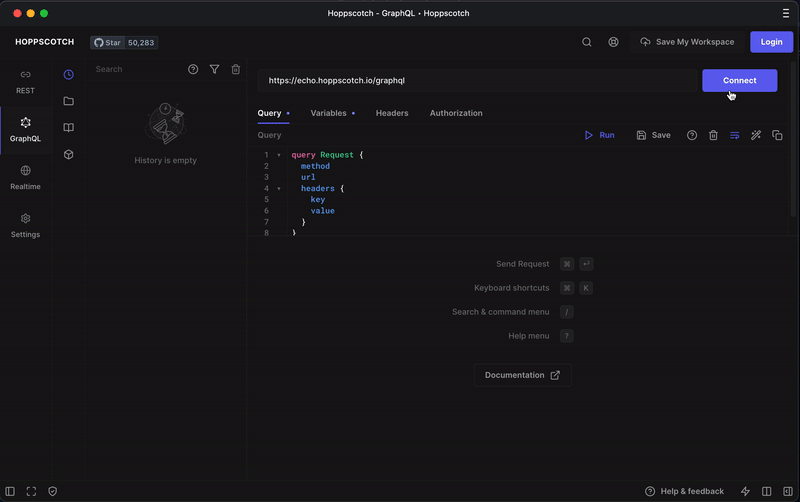 Hoppscotch - GraphQL • Hoppscotch
HOPPSCOTCH
Star 50,283
Save My Workspace
Login
REST
GraphQL
Realtime
Settings
Search
History is empty
https://echo.hoppscotch.io/graphql
Connect
Query • Variables • Headers Authorization
Query
Run
Save
1 query Request {
2 method
3 url
4 headers {
5 key
6 value
7 }
8 }
Send Request ⌘ ↵
Keyboard shortcuts ⌘ K
Search & command menu /
Help menu ?
Documentation
Help & feedback